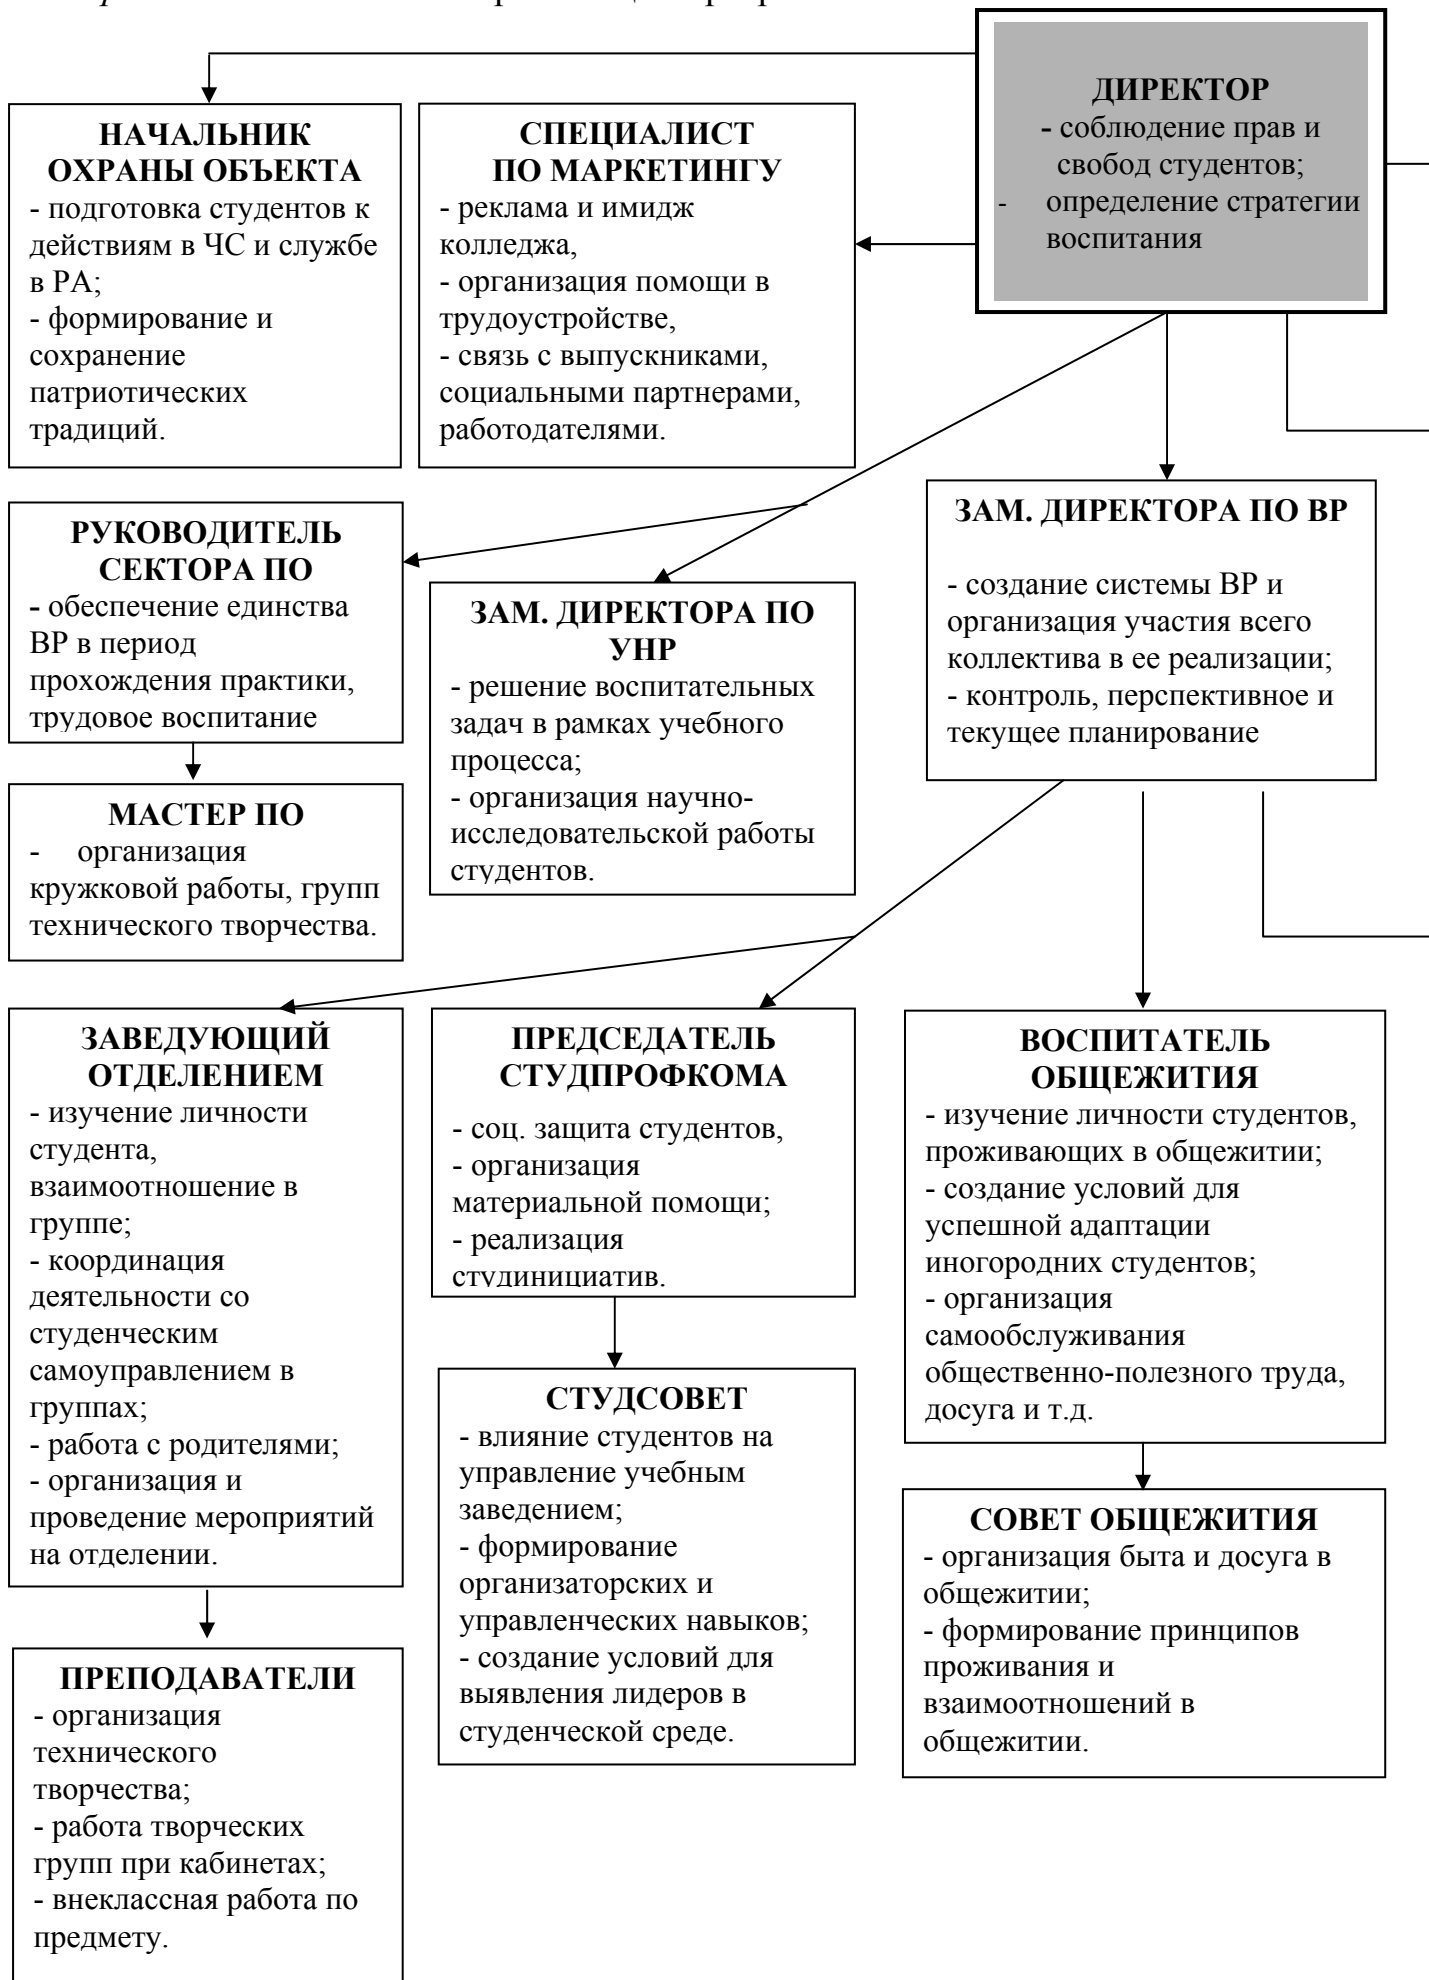 ДИРЕКТОР
- соблюдение прав и
свобод студентов;
- определение стратегии
воспитания
НАЧАЛЬНИК
ОХРАНЫ ОБЪЕКТА
- подготовка студентов к
действиям в ЧС и службе
в РА;
- формирование и
сохранение
патриотических
традиций.
СПЕЦИАЛИСТ
ПО МАРКЕТИНГУ
- реклама и имидж
колледжа,
- организация помощи в
трудоустройстве,
- связь с выпускниками,
социальными партнерами,
работодателями.
РУКОВОДИТЕЛЬ
СЕКТОРА ПО
- обеспечение единства
ВР в период
прохождения практики,
трудовое воспитание
ЗАМ. ДИРЕКТОРА ПО
УНР
- решение воспитательных
задач в рамках учебного
процесса;
- организация научно-
исследовательской работы
студентов.
ЗАМ. ДИРЕКТОРА ПО ВР
- создание системы ВР и
организация участия всего
коллектива в ее реализации;
- контроль, перспективное и
текущее планирование
МАСТЕР ПО
- организация
кружковой работы, групп
технического творчества.
ЗАВЕДУЮЩИЙ
ОТДЕЛЕНИЕМ
- изучение личности
студента,
взаимоотношение в
группе;
- координация
деятельности со
студенческим
самоуправлением в
группах;
- работа с родителями;
- организация и
проведение мероприятий
на отделении.
ПРЕДСЕДАТЕЛЬ
СТУДПРОФКОМА
- соц. защита студентов,
- организация
материальной помощи;
- реализация
студинициатив.
ВОСПИТАТЕЛЬ
ОБЩЕЖИТИЯ
- изучение личности студентов,
проживающих в общежитии;
- создание условий для
успешной адаптации
иногородних студентов;
- организация
самообслуживания
общественно-полезного труда,
досуга и т.д.
СТУДСОВЕТ
- влияние студентов на
управление учебным
заведением;
- формирование
организаторских и
управленческих навыков;
- создание условий для
выявления лидеров в
студенческой среде.
СОВЕТ ОБЩЕЖИТИЯ
- организация быта и досуга в
общежитии;
- формирование принципов
проживания и
взаимоотношений в
общежитии.
ПРЕПОДАВАТЕЛИ
- организация
технического
творчества;
- работа творческих
групп при кабинетах;
- внеклассная работа по
предмету.